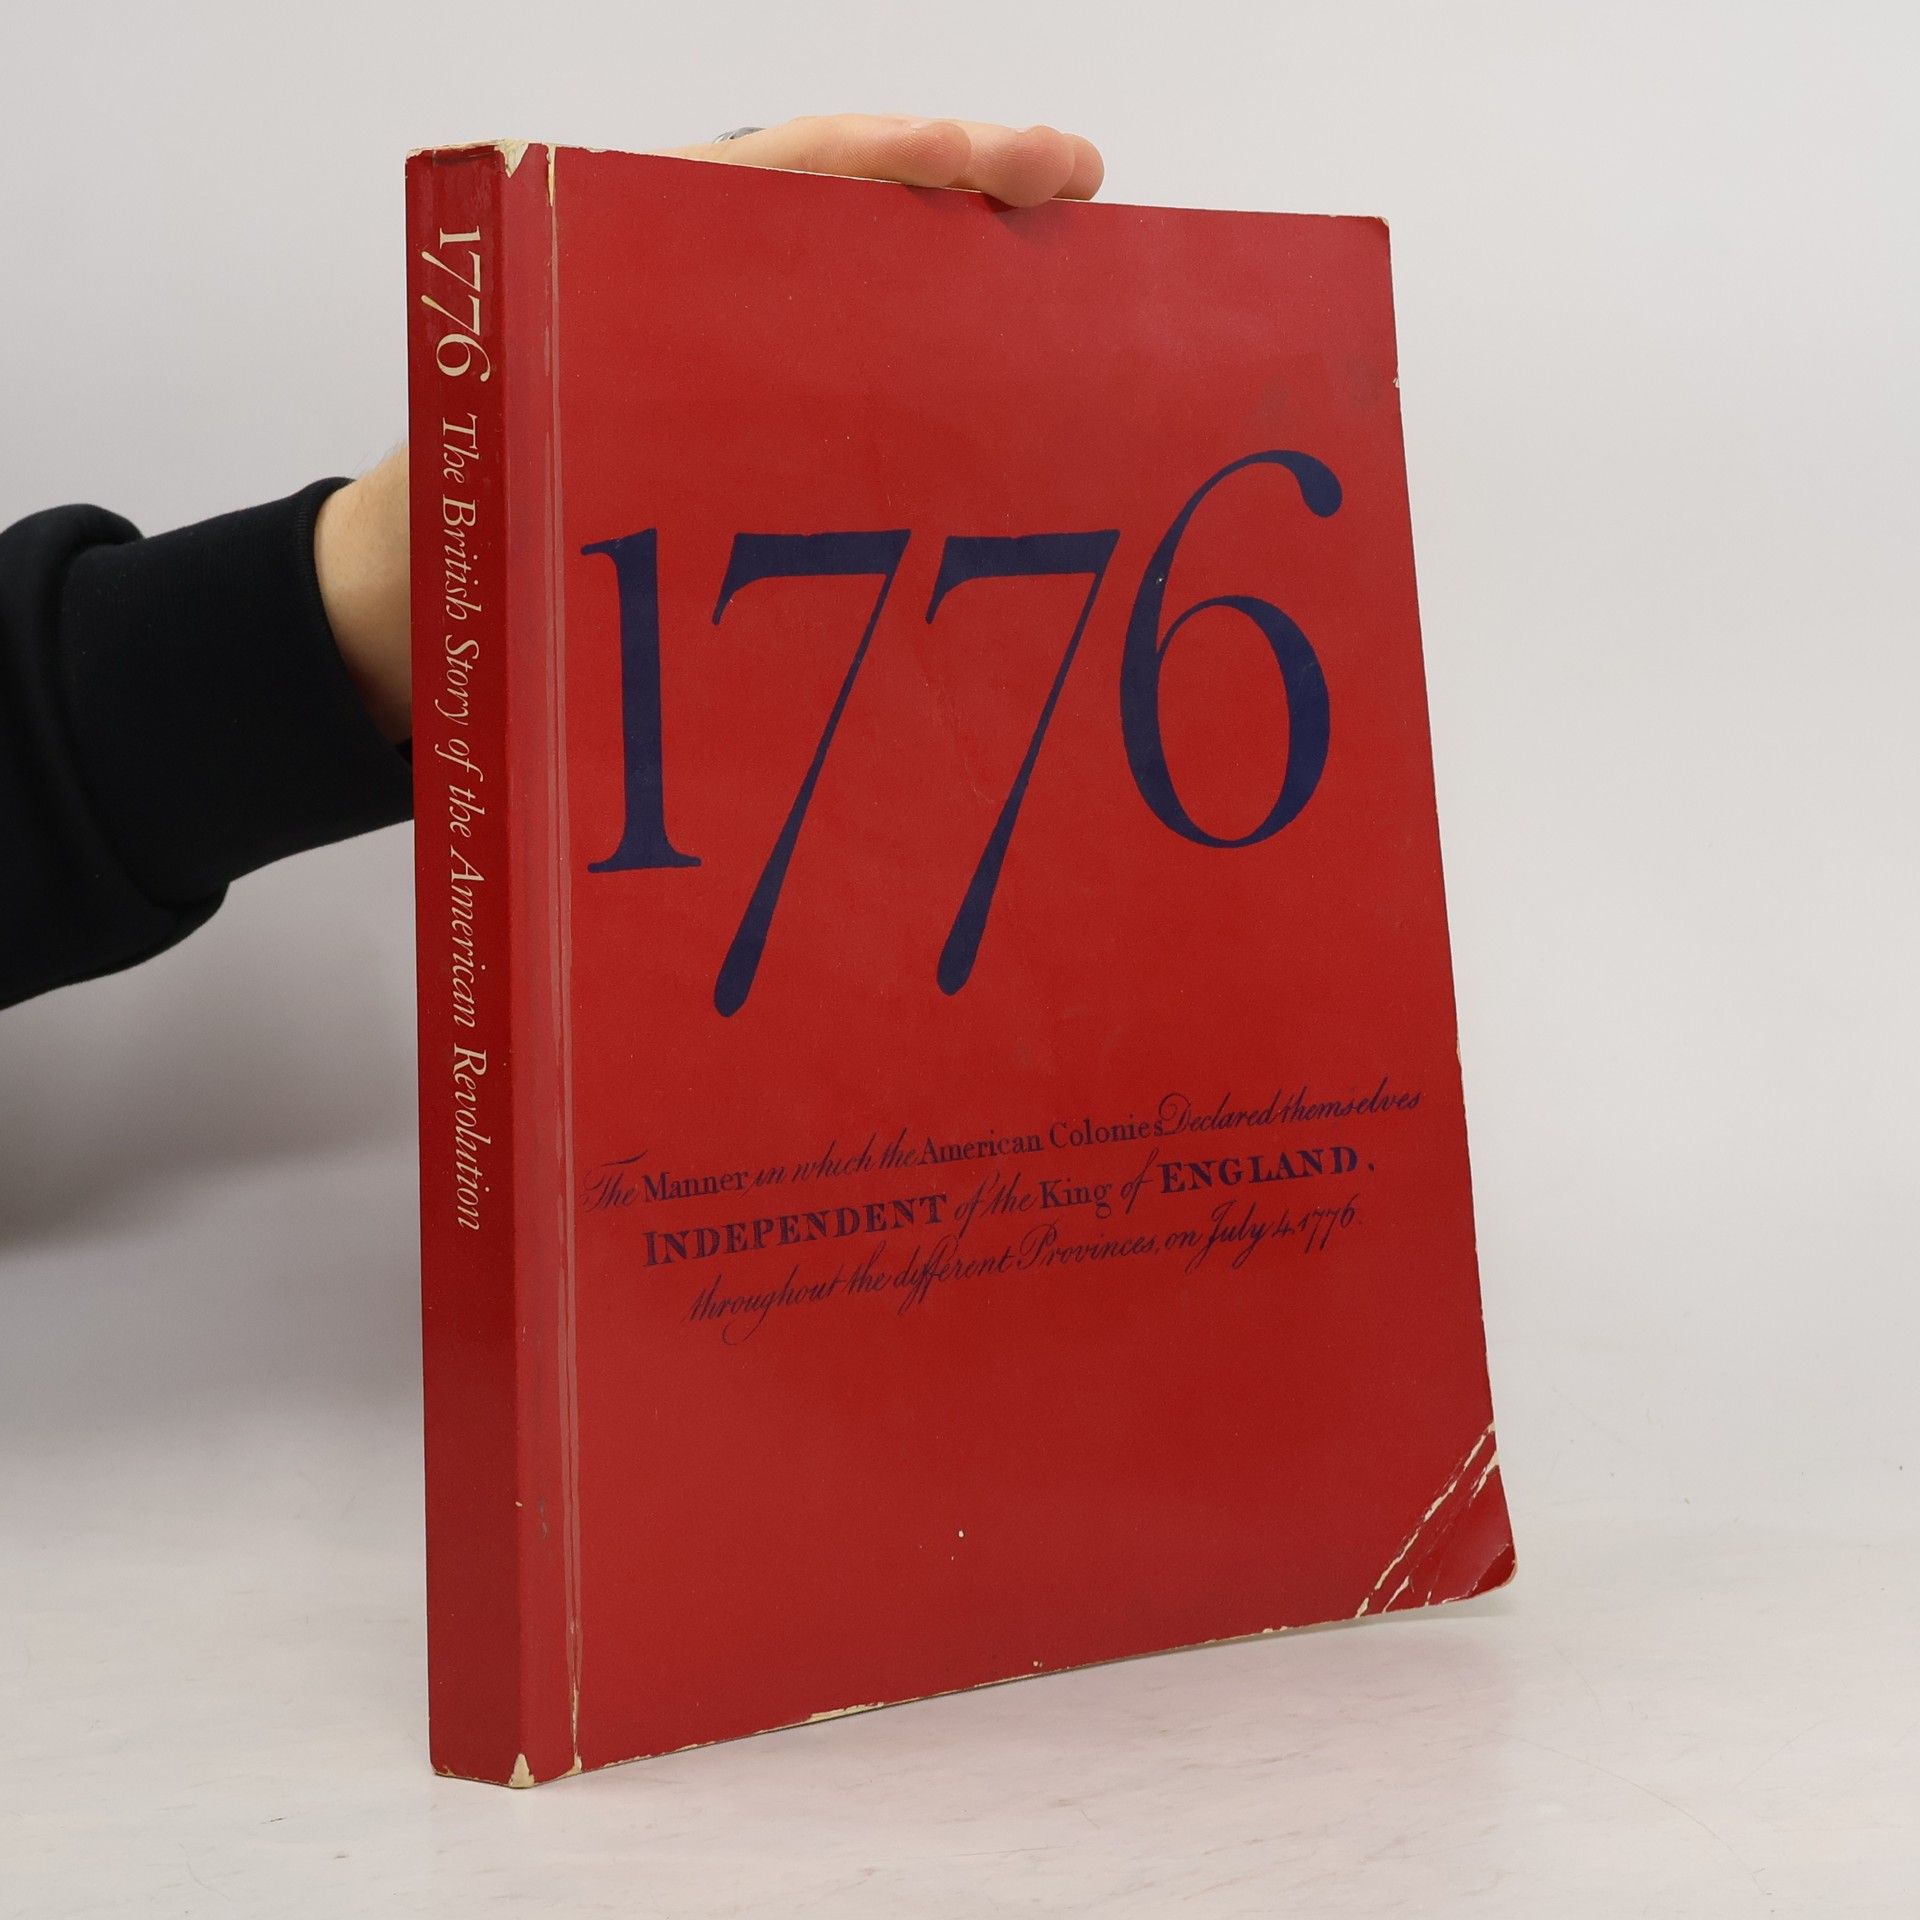 1776 The British Story of the American Revolution
1776
The Manner in which the American Colonies Declared themselves
INDEPENDENT of the King of ENGLAND,
throughout the different Provinces, on July 4, 1776.